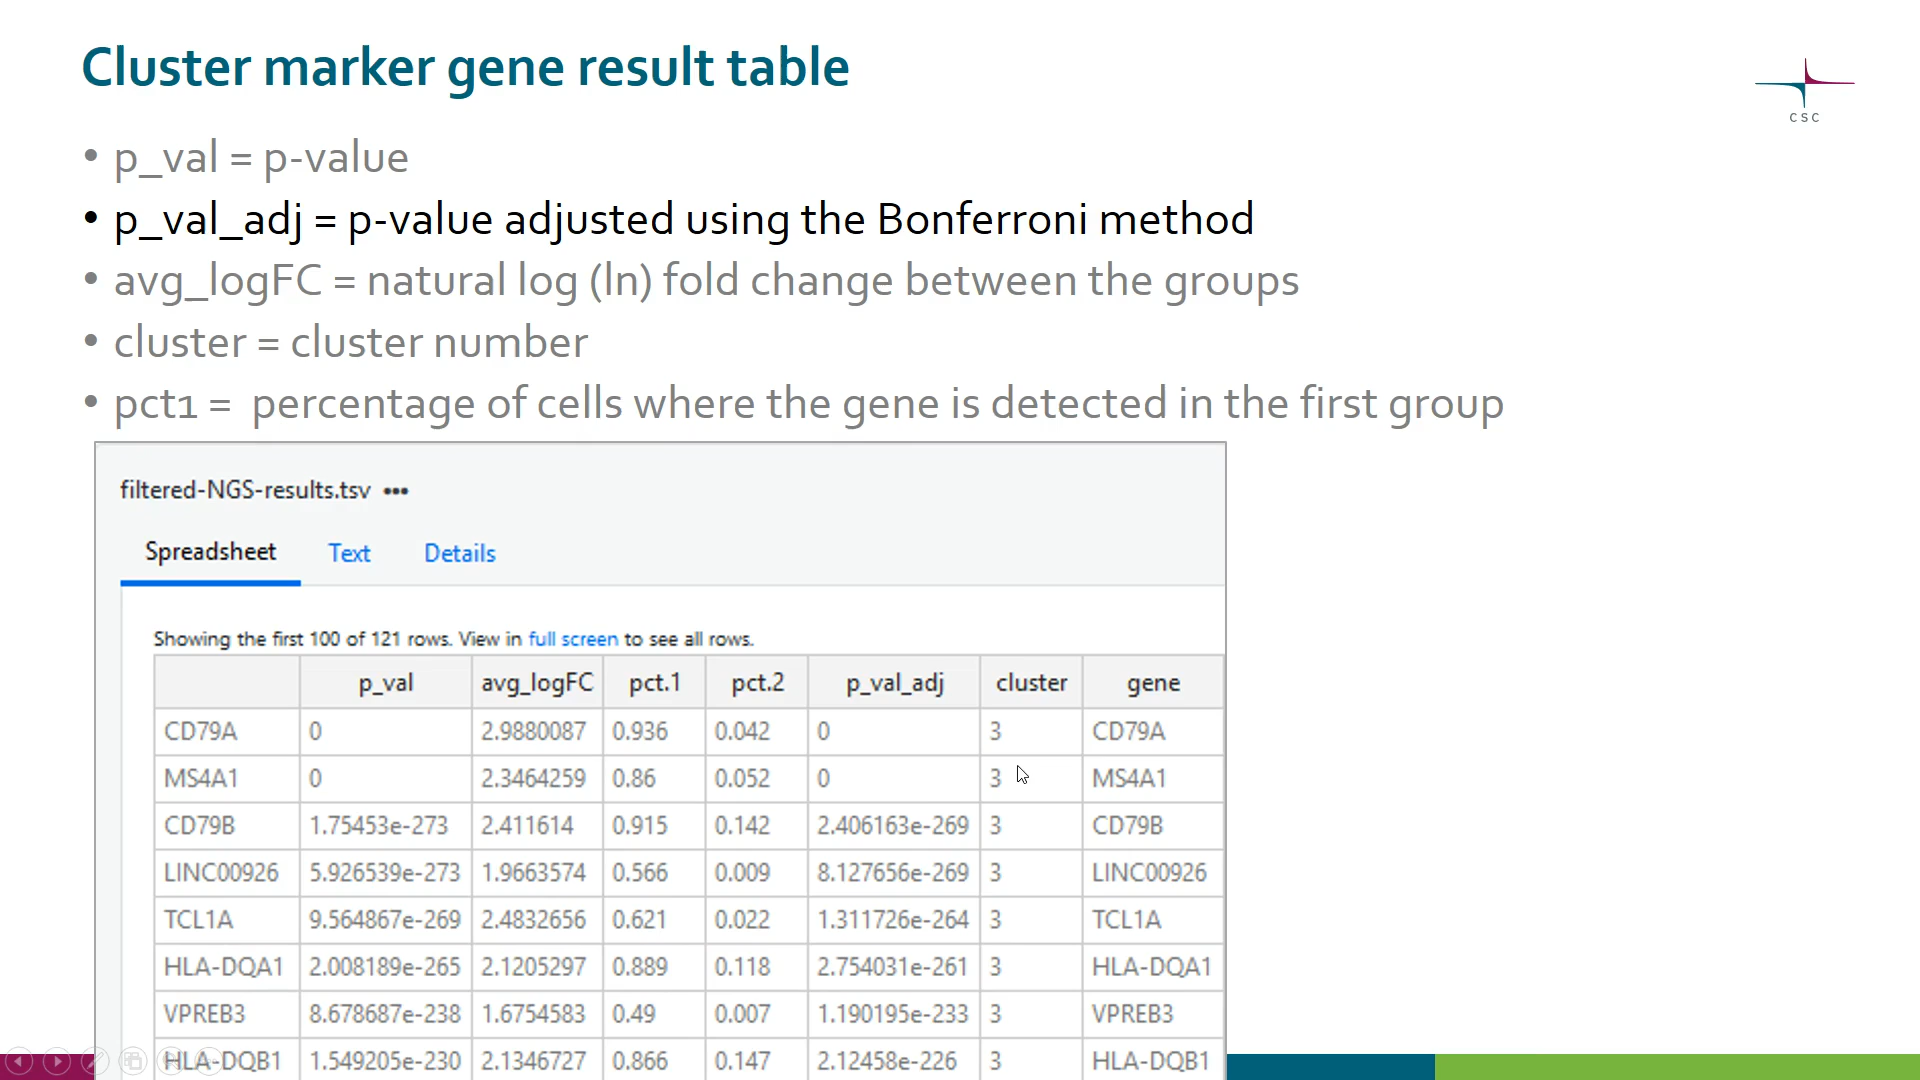 Cluster marker gene result table
CSC
• p_val = p-value
• p_val_adj = p-value adjusted using the Bonferroni method
• avg_logFC = natural log (ln) fold change between the groups
• cluster = cluster number
• pct1 = percentage of cells where the gene is detected in the first group
filtered-NGS-results.tsv •••
Spreadsheet Text Details
Showing the first 100 of 121 rows. View in full screen to see all rows.
p_val avg_logFC pct.1 pct.2 p_val_adj cluster gene
CD79A 0 2.9880087 0.936 0.042 0 3 CD79A
MS4A1 0 2.3464259 0.86 0.052 0 3 MS4A1
CD79B 1.75453e-273 2.411614 0.915 0.142 2.406163e-269 3 CD79B
LINC00926 5.926539e-273 1.9663574 0.566 0.009 8.127656e-269 3 LINC00926
TCL1A 9.564867e-269 2.4832656 0.621 0.022 1.311726e-264 3 TCL1A
HLA-DQA1 2.008189e-265 2.1205297 0.889 0.118 2.754031e-261 3 HLA-DQA1
VPREB3 8.678687e-238 1.6754583 0.49 0.007 1.190195e-233 3 VPREB3
HLA-DQB1 1.549205e-230 2.1346727 0.866 0.147 2.12458e-226 3 HLA-DQB1